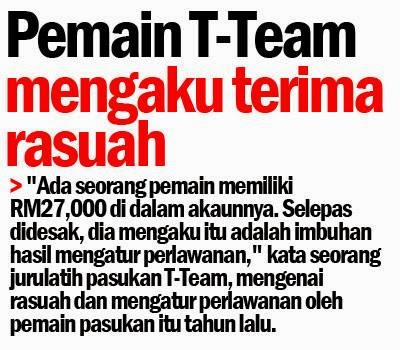 Pemain T-Team
mengaku terima
rasuah
> "Ada seorang pemain memiliki
RM27,000 di dalam akaunnya. Selepas
didesak, dia mengaku itu adalah imbuhan
hasil mengatur perlawanan," kata seorang
jurulatih pasukan T-Team, mengenai
rasuah dan mengatur perlawanan oleh
pemain pasukan itu tahun lalu.